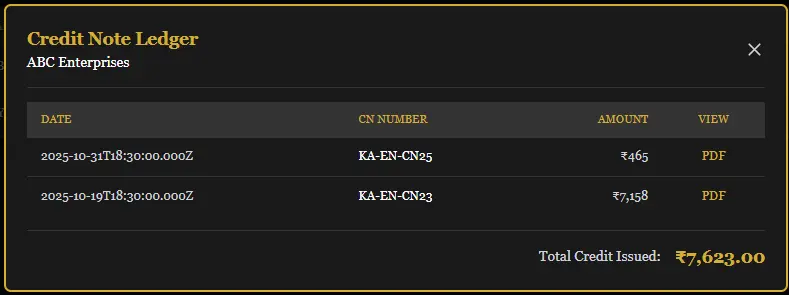 Credit Note Ledger
ABC Enterprises
DATE CN NUMBER AMOUNT VIEW
2025-10-31T18:30:00.000Z KA-EN-CN25 ₹465 PDF
2025-10-19T18:30:00.000Z KA-EN-CN23 ₹7,158 PDF
Total Credit Issued: ₹7,623.00